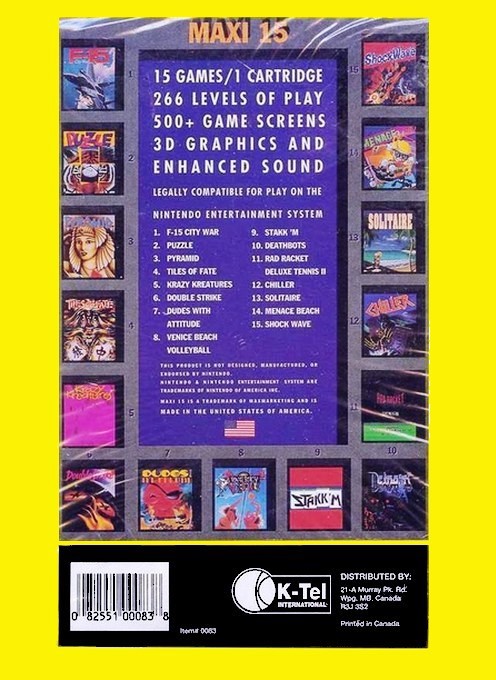 MAXI 15
15 GAMES/1 CARTRIDGE
266 LEVELS OF PLAY
500+ GAME SCREENS
3D GRAPHICS AND
ENHANCED SOUND
LEGALLY COMPATIBLE FOR PLAY ON THE
NINTENDO ENTERTAINMENT SYSTEM
1. F-15 CITY WAR
2. PUZZLE
3. PYRAMID
4. TILES OF FATE
5. KRAZY KREATURES
6. DOUBLE STRIKE
7. DUDES WITH
ATTITUDE
8. VENICE BEACH
VOLLEYBALL
9. STAKK 'M
10. DEATHBOTS
11. RAD RACKET
DELUXE TENNIS II
12. CHILLER
13. SOLITAIRE
14. MENACE BEACH
15. SHOCK WAVE
THIS PRODUCT IS NOT DESIGNED, MANUFACTURED, OR
ENDORSED BY NINTENDO.
NINTENDO & NINTENDO ENTERTAINMENT SYSTEM ARE
TRADEMARKS OF NINTENDO OF AMERICA INC.
MAXI 15 IS A TRADEMARK OF MAXMARKETING AND IS
MADE IN THE UNITED STATES OF AMERICA.
F-15
1
PUZZLE
2
3
4
5
6
15
ShockWave
14
MENACE
13
SOLITAIRE
12
CHILLER
11
RAD RACKET
7
8
9
10
DUDES
STAKK'M
0 82551 00083 8
Item# 0083
K-Tel
INTERNATIONAL
DISTRIBUTED BY:
21-A Murray Pk. Rd.
Wpg, MB, Canada
R3J 3S2
Printed in Canada